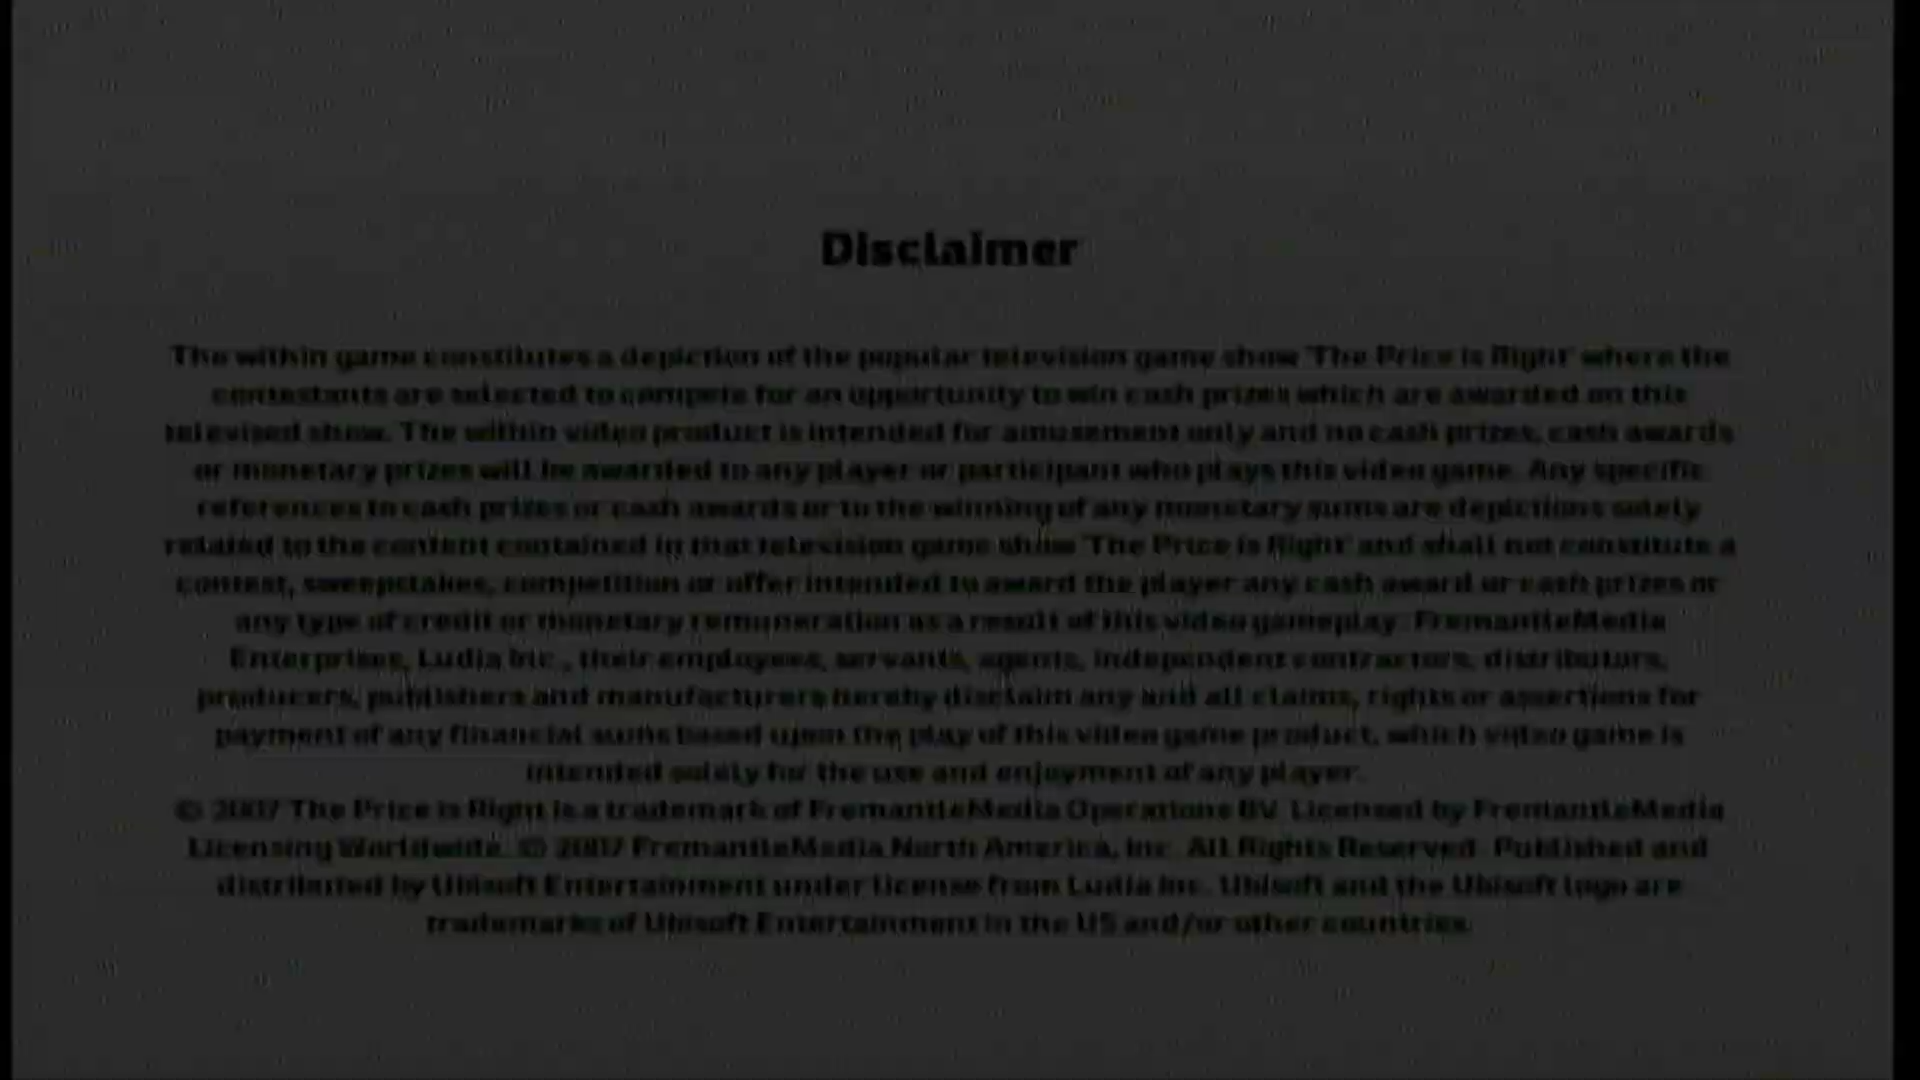 Disclaimer
The within game constitutes a depiction of the popular television game show 'The Price is Right' where the
contestants are selected to compete for an opportunity to win cash prizes which are awarded on this
televised show. The within video product is intended for amusement only and no cash prizes, cash awards
or monetary prizes will be awarded to any player or participant who plays this video game. Any specific
references to cash prizes or cash awards or to the winning of any monetary sums are depictions solely
related to the content contained in that television game show 'The Price is Right' and shall not constitute a
contest, sweepstakes, competition or offer intended to award the player any cash award or cash prizes or
any type of credit or monetary remuneration as a result of this video gameplay. FremantleMedia
Enterprises, Ludia Inc., their employees, servants, agents, independent contractors, distributors,
producers, publishers and manufacturers hereby disclaim any and all claims, rights or assertions for
payment of any financial sums based upon the play of this video game product, which video game is
intended solely for the use and enjoyment of any player.
© 2007 The Price is Right is a trademark of FremantleMedia Operations BV. Licensed by FremantleMedia
Licensing Worldwide. © 2007 FremantleMedia North America, Inc. All Rights Reserved. Published and
distributed by Ubisoft Entertainment under license from Ludia Inc. Ubisoft and the Ubisoft logo are
trademarks of Ubisoft Entertainment in the US and/or other countries.